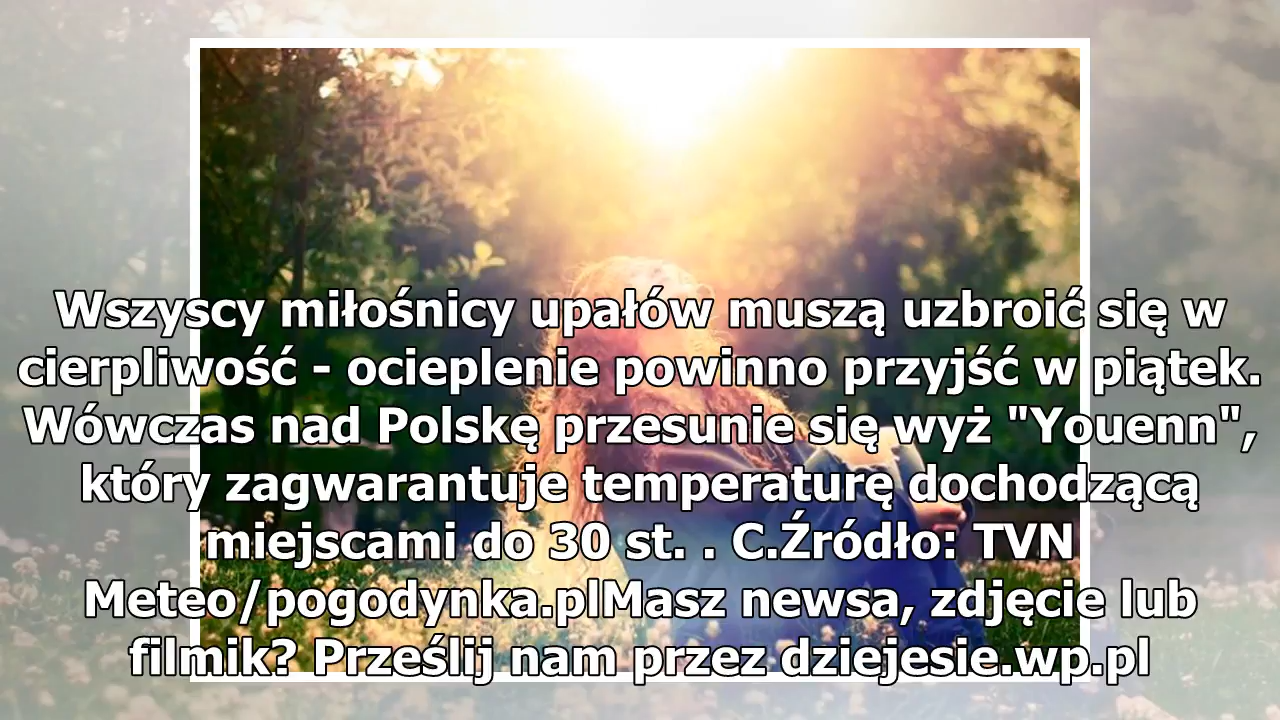 Wszyscy miłośnicy upałów muszą uzbroić się w
cierpliwość - ocieplenie powinno przyjść w piątek.
Wówczas nad Polskę przesunie się wyż "Youenn",
który zagwarantuje temperaturę dochodzącą
miejscami do 30 st. . C.Źródło: TVN
Meteo/pogodynka.plMasz newsa, zdjęcie lub
filmik? Prześlij nam przez dziejesie.wp.pl